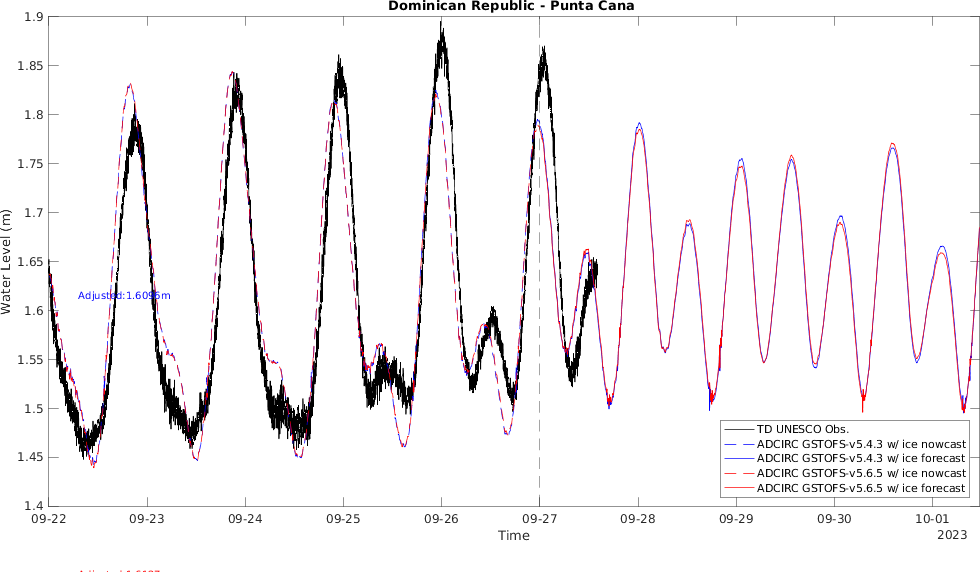 Dominican Republic - Punta Cana
1.9
1.85
1.8
1.75
1.7
1.65
1.6
1.55
1.5
1.45
1.4
Water Level (m)
Adjusted:1.6096m
TD UNESCO Obs.
ADCIRC GSTOFS-v5.4.3 w/ ice nowcast
ADCIRC GSTOFS-v5.4.3 w/ ice forecast
ADCIRC GSTOFS-v5.6.5 w/ ice nowcast
ADCIRC GSTOFS-v5.6.5 w/ ice forecast
09-22 09-23 09-24 09-25 09-26 09-27 09-28 09-29 09-30 10-01
Time
2023